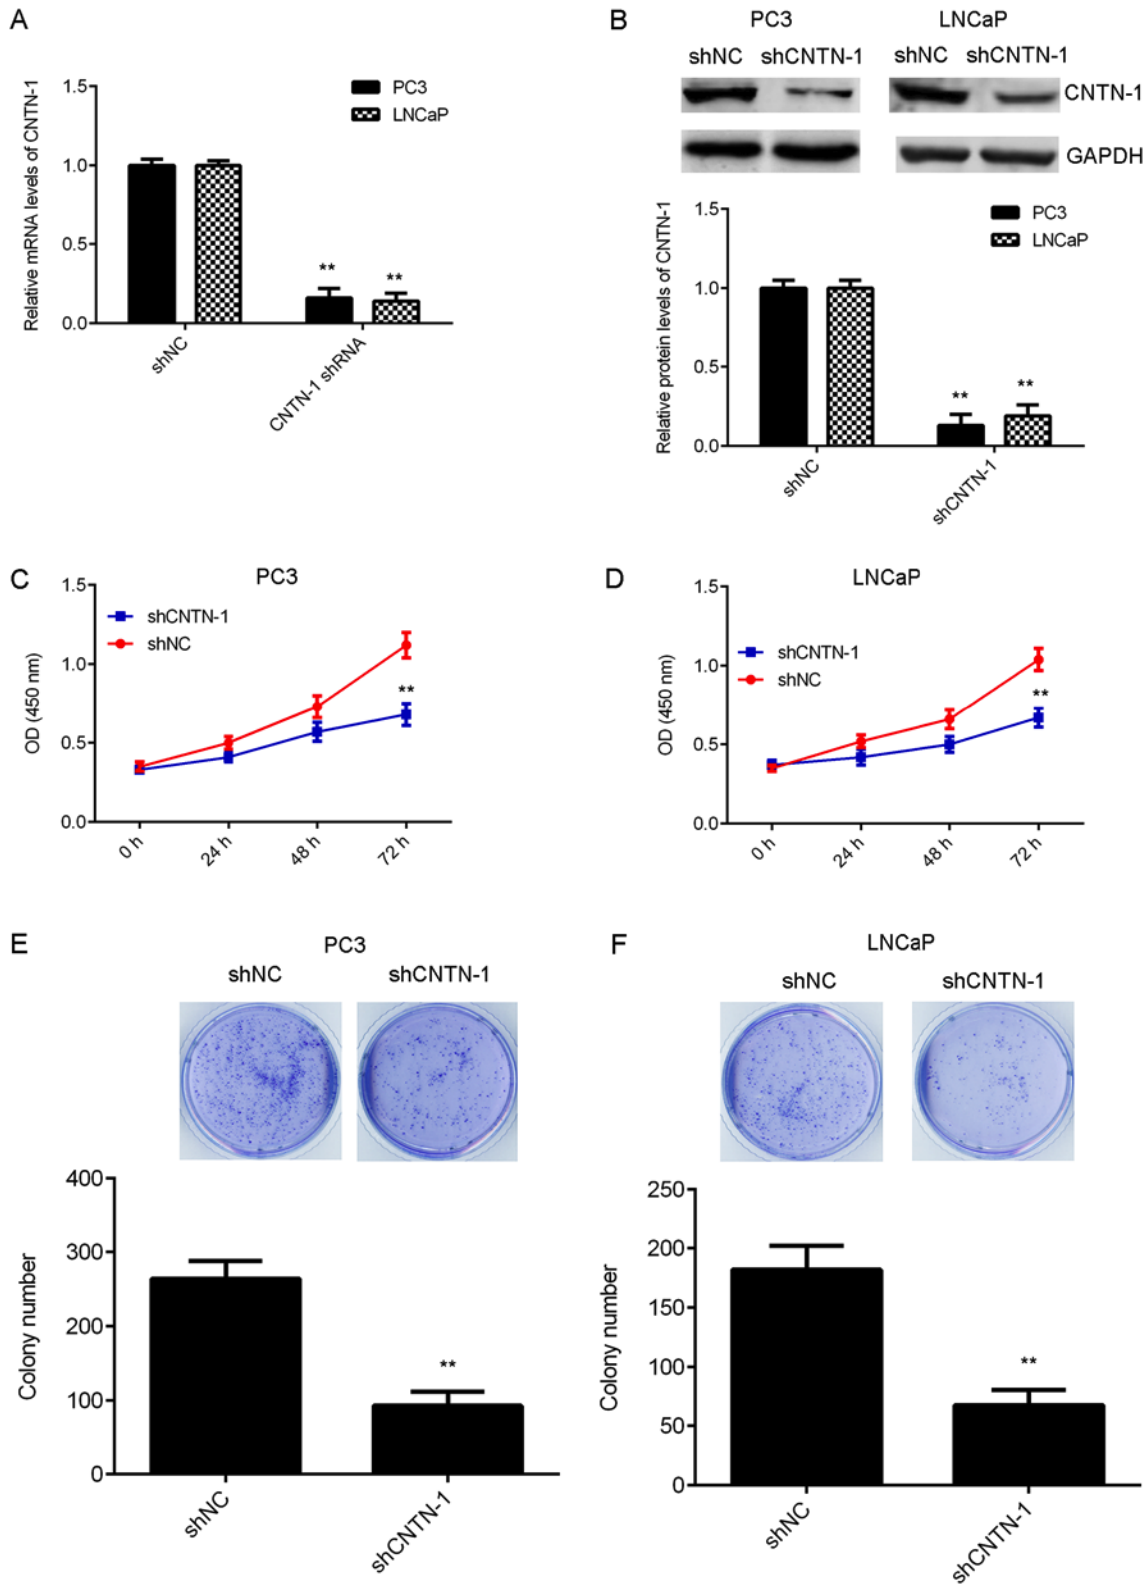 A
Relative mRNA levels of CNTN-1
1.5
1.0
0.5
0.0
PC3
LNCaP
**
**
shNC
CNTN-1 shRNA
B
PC3
LNCaP
shNC
shCNTN-1
shNC
shCNTN-1
CNTN-1
GAPDH
Relative protein levels of CNTN-1
1.5
1.0
0.5
0.0
PC3
LNCaP
**
**
shNC
shCNTN-1
C
PC3
OD (450 nm)
1.5
1.0
0.5
0.0
shCNTN-1
shNC
**
0 h
24 h
48 h
72 h
D
LNCaP
OD (450 nm)
1.5
1.0
0.5
0.0
shCNTN-1
shNC
**
0 h
24 h
48 h
72 h
E
PC3
shNC
shCNTN-1
Colony number
400
300
200
100
0
**
shNC
shCNTN-1
F
LNCaP
shNC
shCNTN-1
Colony number
250
200
150
100
50
0
**
shNC
shCNTN-1